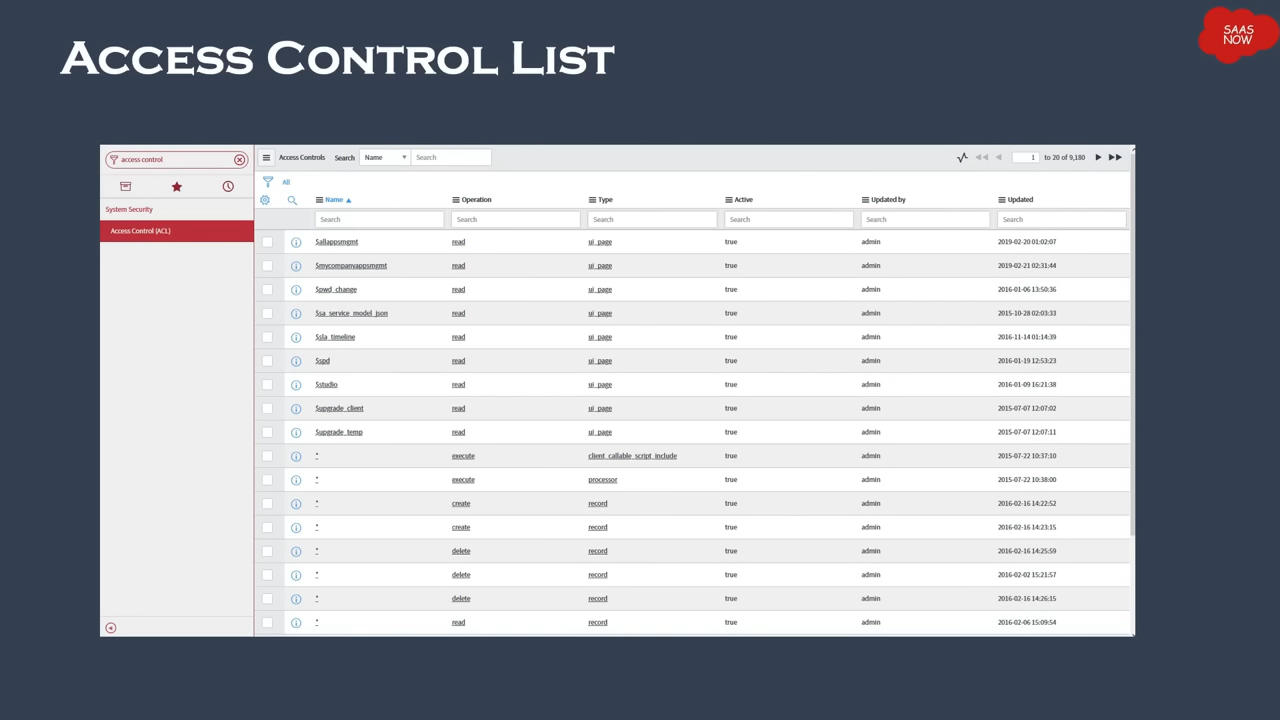 Access Control List
SAAS
NOW
access control
Access Controls Search Name Search 1 to 20 of 9,180
All
System Security
Access Control (ACL)
Name Operation Type Active Updated by Updated
Search Search Search Search Search Search
$allappsmgmt read ui_page true admin 2019-02-20 01:02:07
$mycompanyappsmgmt read ui_page true admin 2019-02-21 02:31:44
$pwd_change read ui_page true admin 2016-01-06 13:50:36
$sa_service_model_json read ui_page true admin 2015-10-28 02:03:33
$sla_timeline read ui_page true admin 2016-11-14 01:14:39
$spd read ui_page true admin 2016-01-19 12:53:23
$studio read ui_page true admin 2016-01-09 16:21:38
$upgrade_client read ui_page true admin 2015-07-07 12:07:02
$upgrade_temp read ui_page true admin 2015-07-07 12:07:11
* execute client_callable_script_include true admin 2015-07-22 10:37:10
* execute processor true admin 2015-07-22 10:38:00
* create record true admin 2016-02-16 14:22:52
* create record true admin 2016-02-16 14:23:15
* delete record true admin 2016-02-16 14:25:59
* delete record true admin 2016-02-02 15:21:57
* delete record true admin 2016-02-16 14:26:15
* read record true admin 2016-02-06 15:09:54